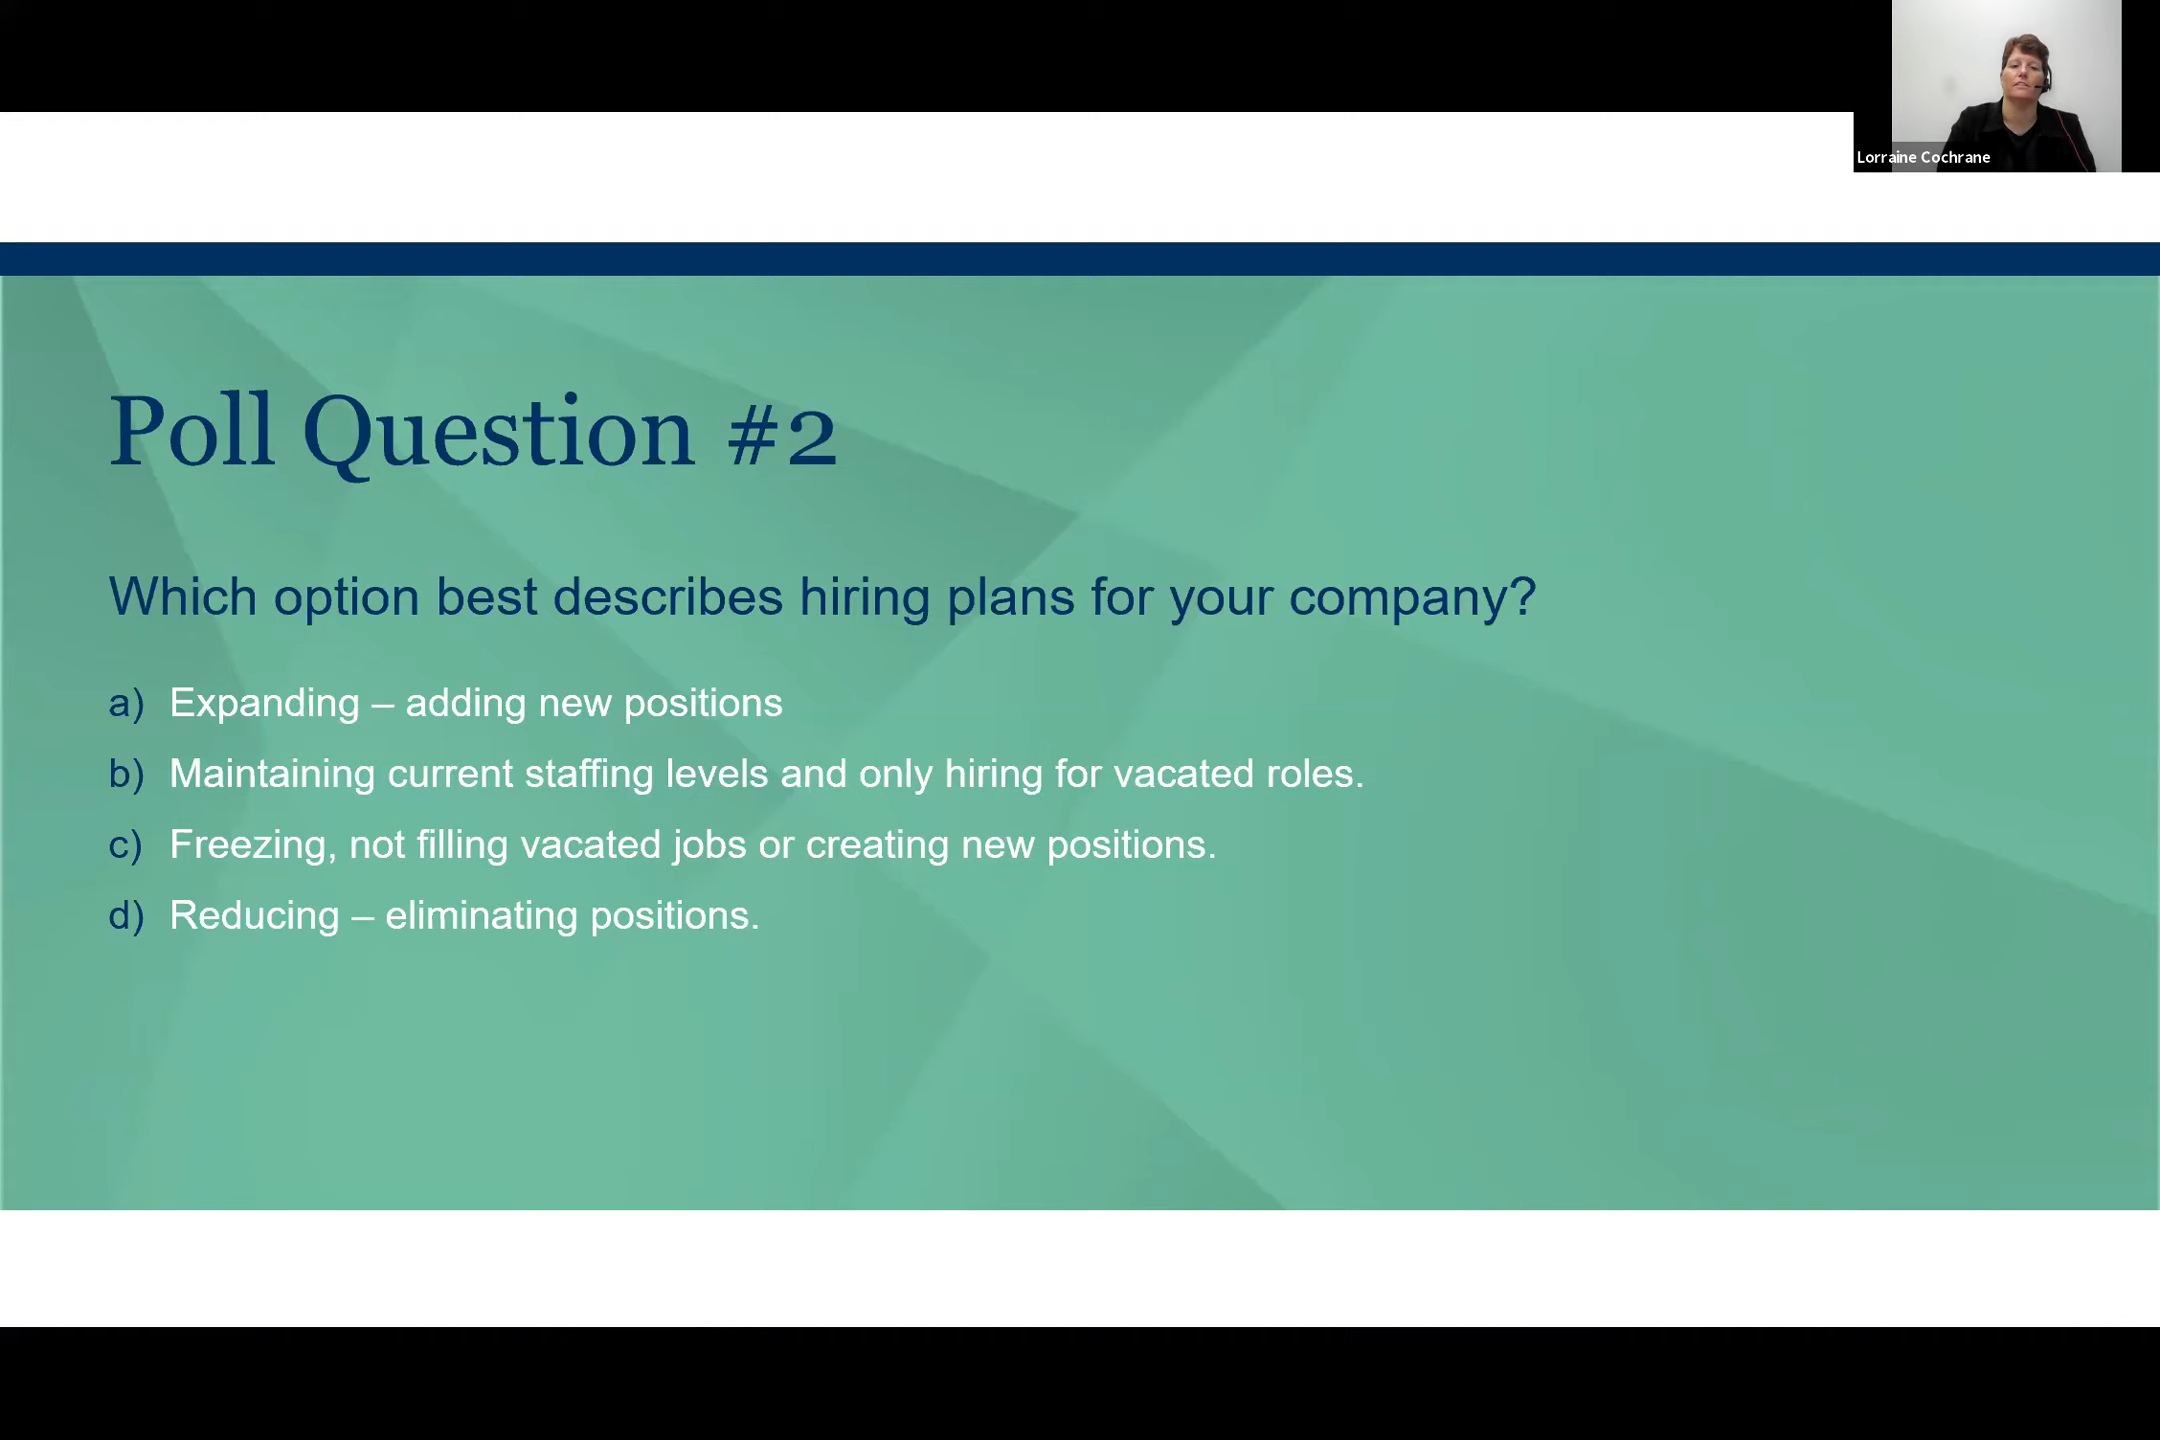 Lorraine Cochrane
Poll Question #2
Which option best describes hiring plans for your company?
a) Expanding – adding new positions
b) Maintaining current staffing levels and only hiring for vacated roles.
c) Freezing, not filling vacated jobs or creating new positions.
d) Reducing – eliminating positions.